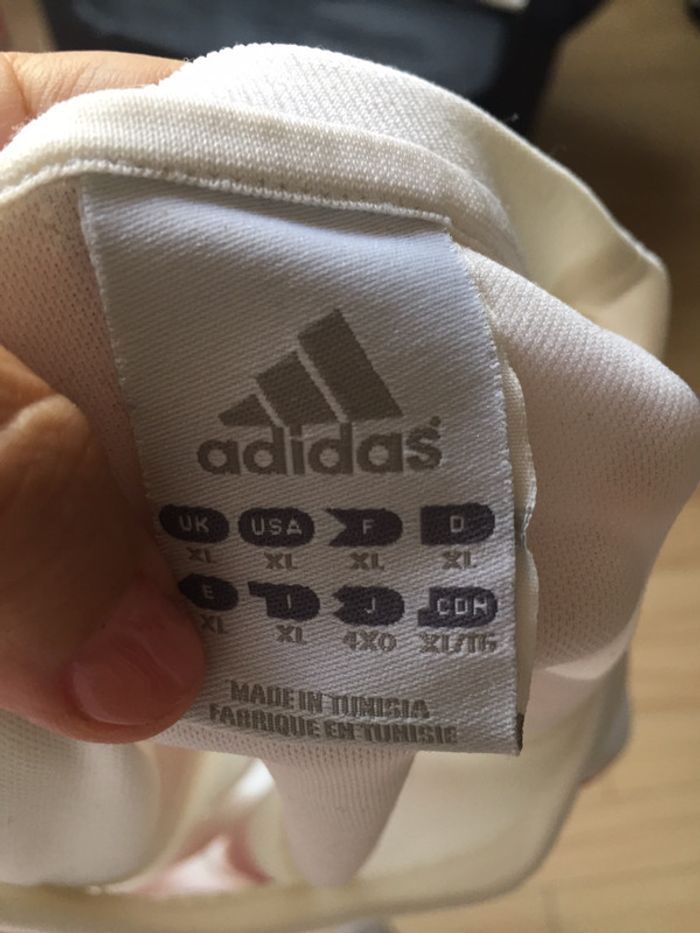 adidas
UK USA F D
XL XL XL XL
E I J CDN
XL XL 4XO XL/TG
MADE IN TUNISIA
FABRIQUE EN TUNISIE